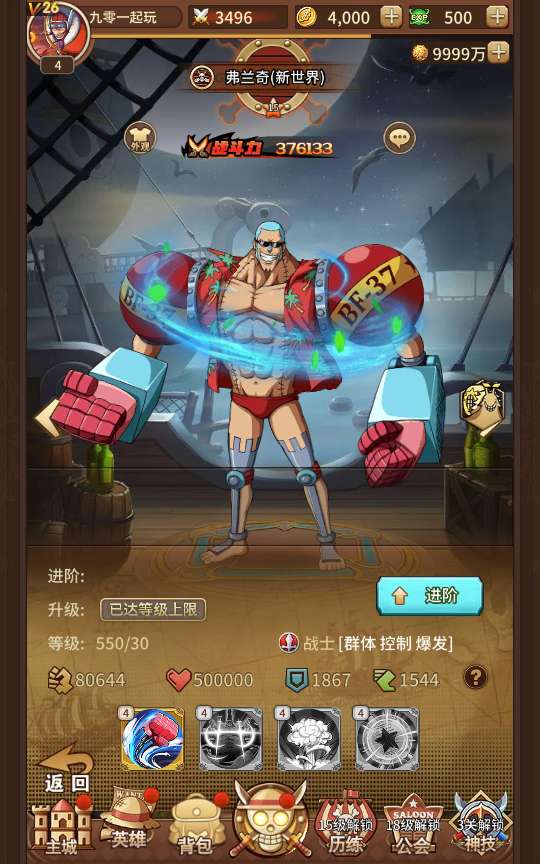 V26
九零一起玩
3496
4,000
EXP
500
4
9999万
弗兰奇(新世界)
15
外观
战斗力 376133
BF-37
BF-37
进阶:
进阶
升级: 已达等级上限
等级: 550/30
战士 [群体 控制 爆发]
80644
500000
1867
1544
?
4
4
4
4
返回
WANT
SALOON
15级解锁
18级解锁
3关解锁
主城
英雄
背包
历练
公会
神技